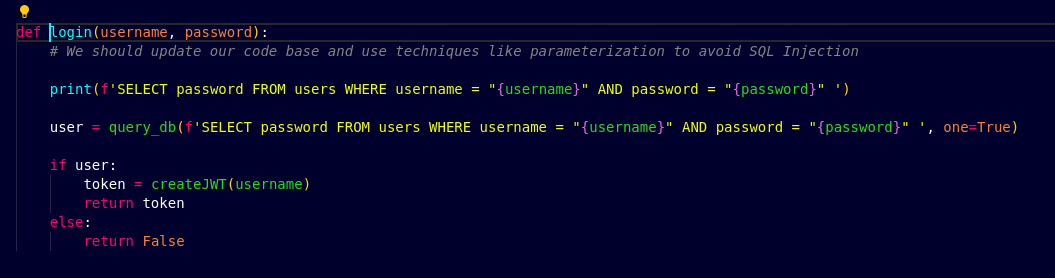 def login(username, password):
# We should update our code base and use techniques like parameterization to avoid SQL Injection
print(f'SELECT password FROM users WHERE username = "{username}" AND password = "{password}" ')
user = query_db(f'SELECT password FROM users WHERE username = "{username}" AND password = "{password}" ', one=True)
if user:
token = createJWT(username)
return token
else:
return False